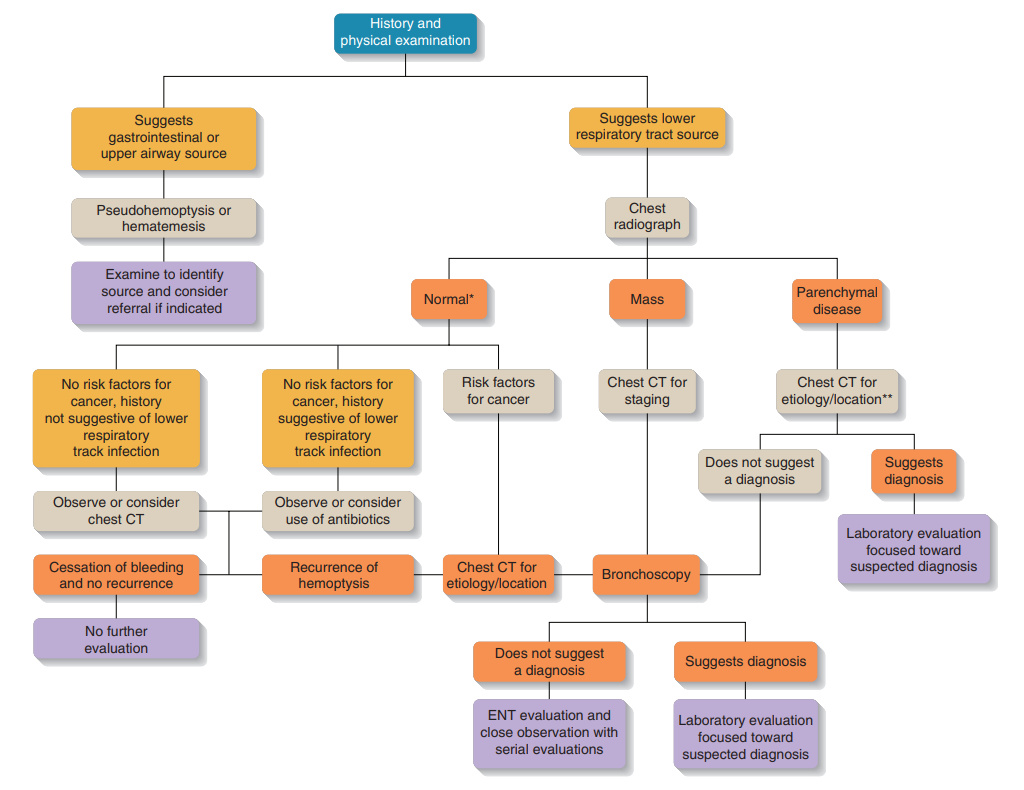 History and
physical examination
Suggests
gastrointestinal or
upper airway source
Suggests lower
respiratory tract source
Pseudohemoptysis or
hematemesis
Chest
radiograph
Examine to identify
source and consider
referral if indicated
Normal*
Mass
Parenchymal
disease
No risk factors for
cancer, history
not suggestive of lower
respiratory
track infection
No risk factors for
cancer, history
suggestive of lower
respiratory
track infection
Risk factors
for cancer
Chest CT for
staging
Chest CT for
etiology/location**
Does not suggest
a diagnosis
Suggests
diagnosis
Observe or consider
chest CT
Observe or consider
use of antibiotics
Laboratory evaluation
focused toward
suspected diagnosis
Cessation of bleeding
and no recurrence
Recurrence of
hemoptysis
Chest CT for
etiology/location
Bronchoscopy
No further
evaluation
Does not suggest
a diagnosis
Suggests diagnosis
ENT evaluation and
close observation with
serial evaluations
Laboratory evaluation
focused toward
suspected diagnosis